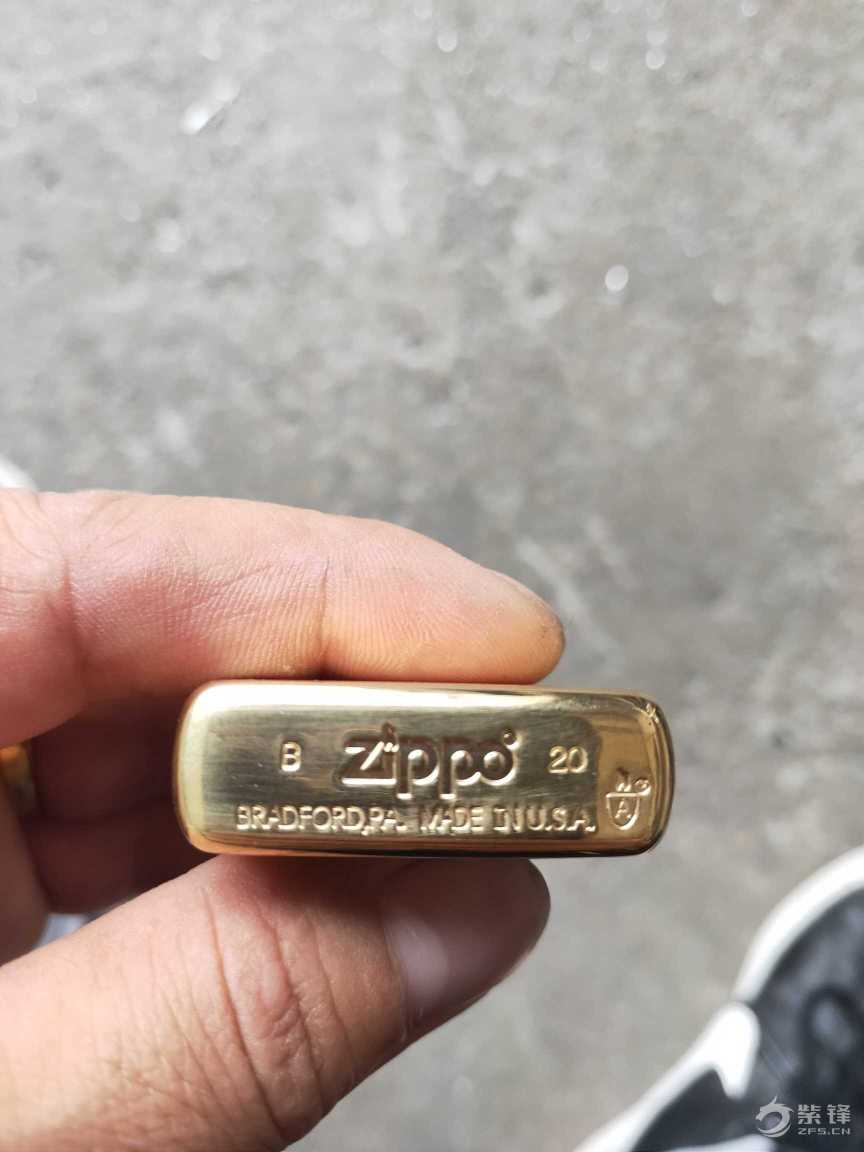 B zippo 20
BRADFORD,PA. MADE IN U.S.A.
A
紫锋
ZFS.CN